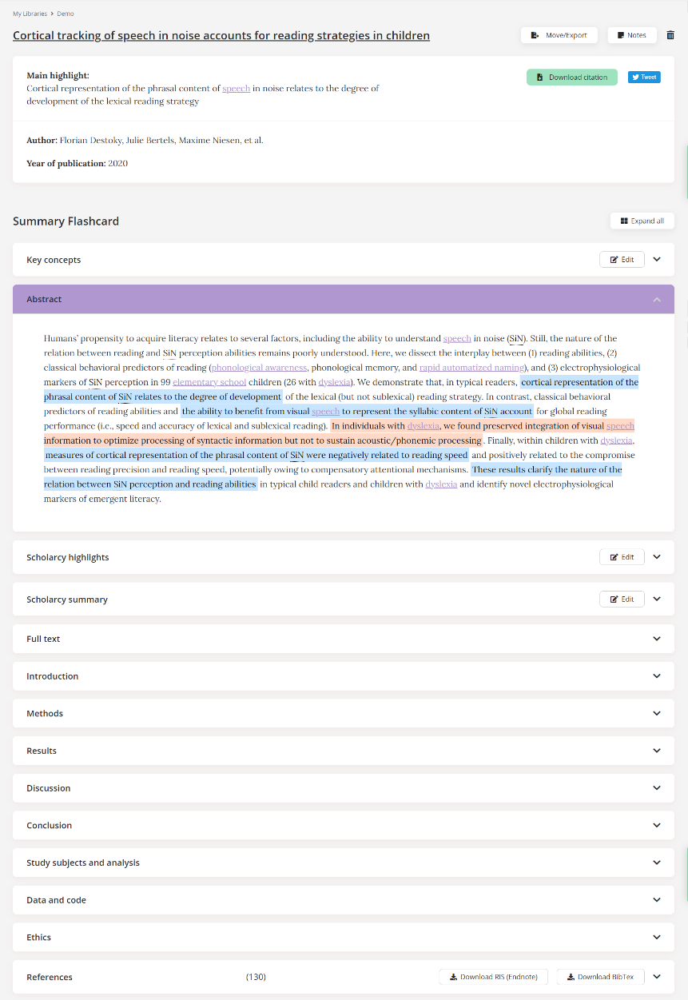 My Libraries > Demo
Cortical tracking of speech in noise accounts for reading strategies in children
Move/Export
Notes
Main highlight:
Cortical representation of the phrasal content of speech in noise relates to the degree of
development of the lexical reading strategy
Download citation
Tweet
Author: Florian Destoky, Julie Bertels, Maxime Niesen, et al.
Year of publication: 2020
Summary Flashcard
Expand all
Key concepts
Edit
Abstract
Humans' propensity to acquire literacy relates to several factors, including the ability to understand speech in noise (SiN). Still, the nature of the
relation between reading and SiN perception abilities remains poorly understood. Here, we dissect the interplay between (1) reading abilities, (2)
classical behavioral predictors of reading (phonological awareness, phonological memory, and rapid automatized naming), and (3) electrophysiological
markers of SiN perception in 99 elementary school children (26 with dyslexia). We demonstrate that, in typical readers, cortical representation of the
phrasal content of SiN relates to the degree of development of the lexical (but not sublexical) reading strategy. In contrast, classical behavioral
predictors of reading abilities and the ability to benefit from visual speech to represent the syllabic content of SiN account for global reading
performance (i.e., speed and accuracy of lexical and sublexical reading). In individuals with dyslexia, we found preserved integration of visual speech
information to optimize processing of syntactic information but not to sustain acoustic/phonemic processing. Finally, within children with dyslexia,
measures of cortical representation of the phrasal content of SiN were negatively related to reading speed and positively related to the compromise
between reading precision and reading speed, potentially owing to compensatory attentional mechanisms. These results clarify the nature of the
relation between SiN perception and reading abilities in typical child readers and children with dyslexia and identify novel electrophysiological
markers of emergent literacy.
Scholarcy highlights
Edit
Scholarcy summary
Edit
Full text
Introduction
Methods
Results
Discussion
Conclusion
Study subjects and analysis
Data and code
Ethics
References
(130)
Download RIS (Endnote)
Download BibTex